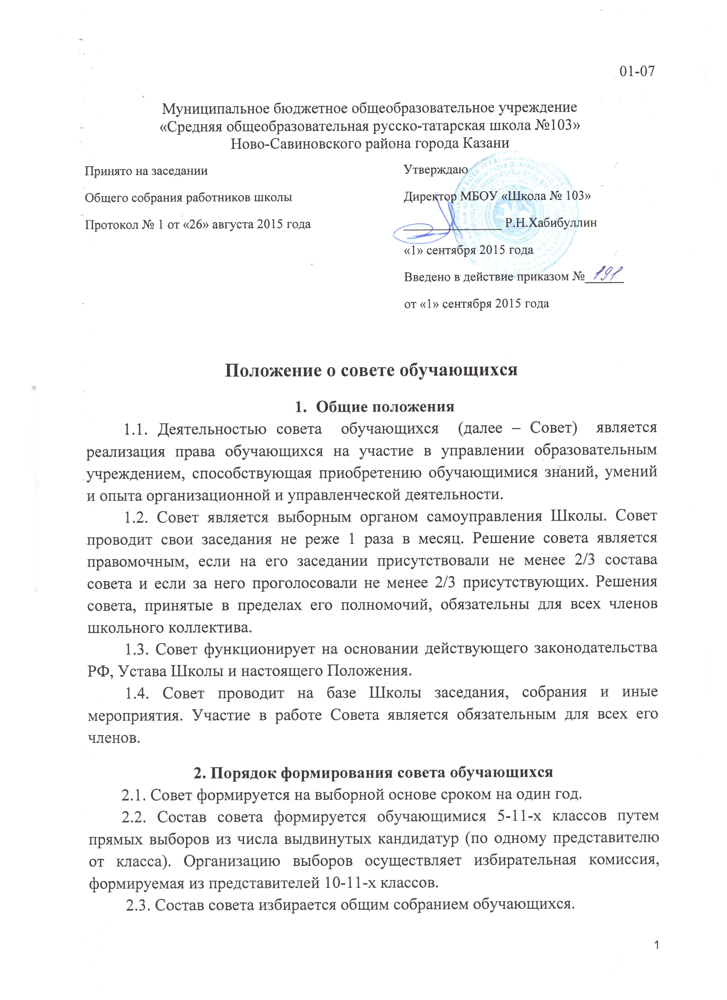 01-07
Муниципальное бюджетное общеобразовательное учреждение
«Средняя общеобразовательная русско-татарская школа №103»
Ново-Савиновского района города Казани
Принято на заседании
Общего собрания работников школы
Протокол № 1 от «26» августа 2015 года
Утверждаю
Директор МБОУ «Школа № 103»
Р.Н.Хабибуллин
«1» сентября 2015 года
Введено в действие приказом № 191
от «1» сентября 2015 года
Положение о совете обучающихся
1. Общие положения
1.1. Деятельностью совета обучающихся (далее – Совет) является
реализация права обучающихся на участие в управлении образовательным
учреждением, способствующая приобретению обучающимися знаний, умений
и опыта организационной и управленческой деятельности.
1.2. Совет является выборным органом самоуправления Школы. Совет
проводит свои заседания не реже 1 раза в месяц. Решение совета является
правомочным, если на его заседании присутствовали не менее 2/3 состава
совета и если за него проголосовали не менее 2/3 присутствующих. Решения
совета, принятые в пределах его полномочий, обязательны для всех членов
школьного коллектива.
1.3. Совет функционирует на основании действующего законодательства
РФ, Устава Школы и настоящего Положения.
1.4. Совет проводит на базе Школы заседания, собрания и иные
мероприятия. Участие в работе Совета является обязательным для всех его
членов.
2. Порядок формирования совета обучающихся
2.1. Совет формируется на выборной основе сроком на один год.
2.2. Состав совета формируется обучающимися 5-11-х классов путем
прямых выборов из числа выдвинутых кандидатур (по одному представителю
от класса). Организацию выборов осуществляет избирательная комиссия,
формируемая из представителей 10-11-х классов.
2.3. Состав совета избирается общим собранием обучающихся.
1